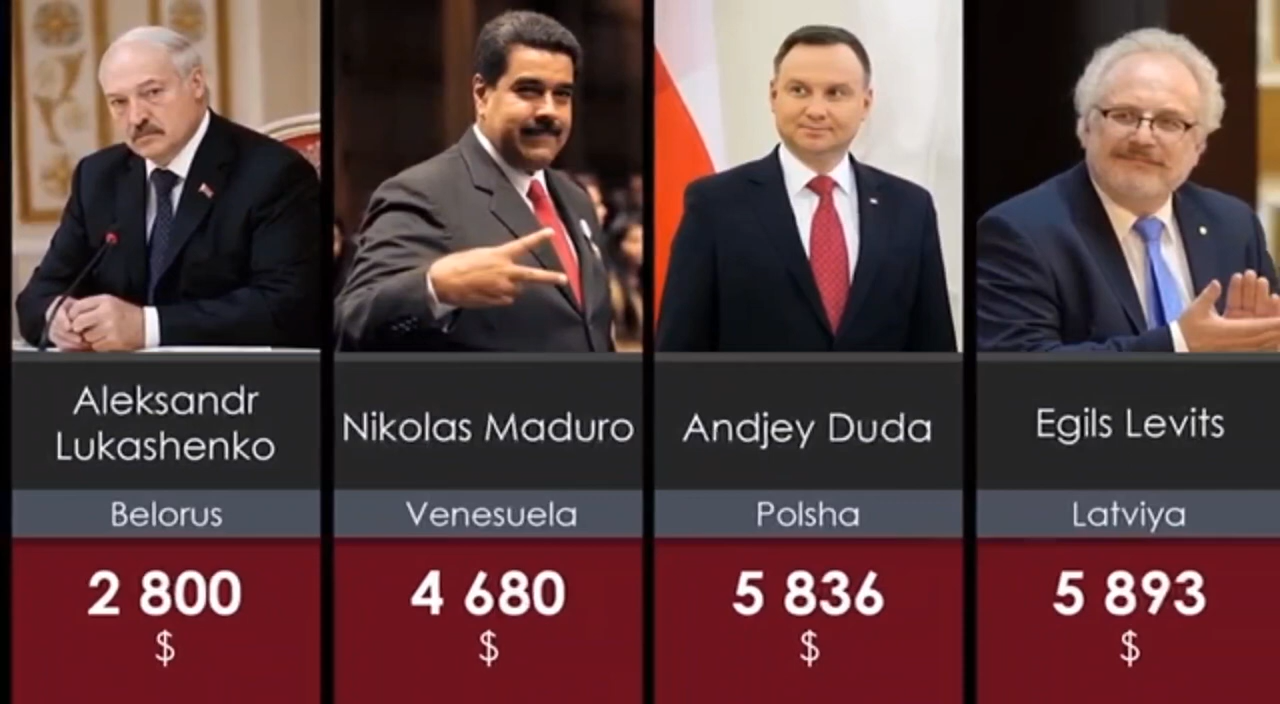 Aleksandr
Lukashenko
Belorus
2 800
$
Nikolas Maduro
Venesuela
4 680
$
Andjey Duda
Polsha
5 836
$
Egils Levits
Latviya
5 893
$